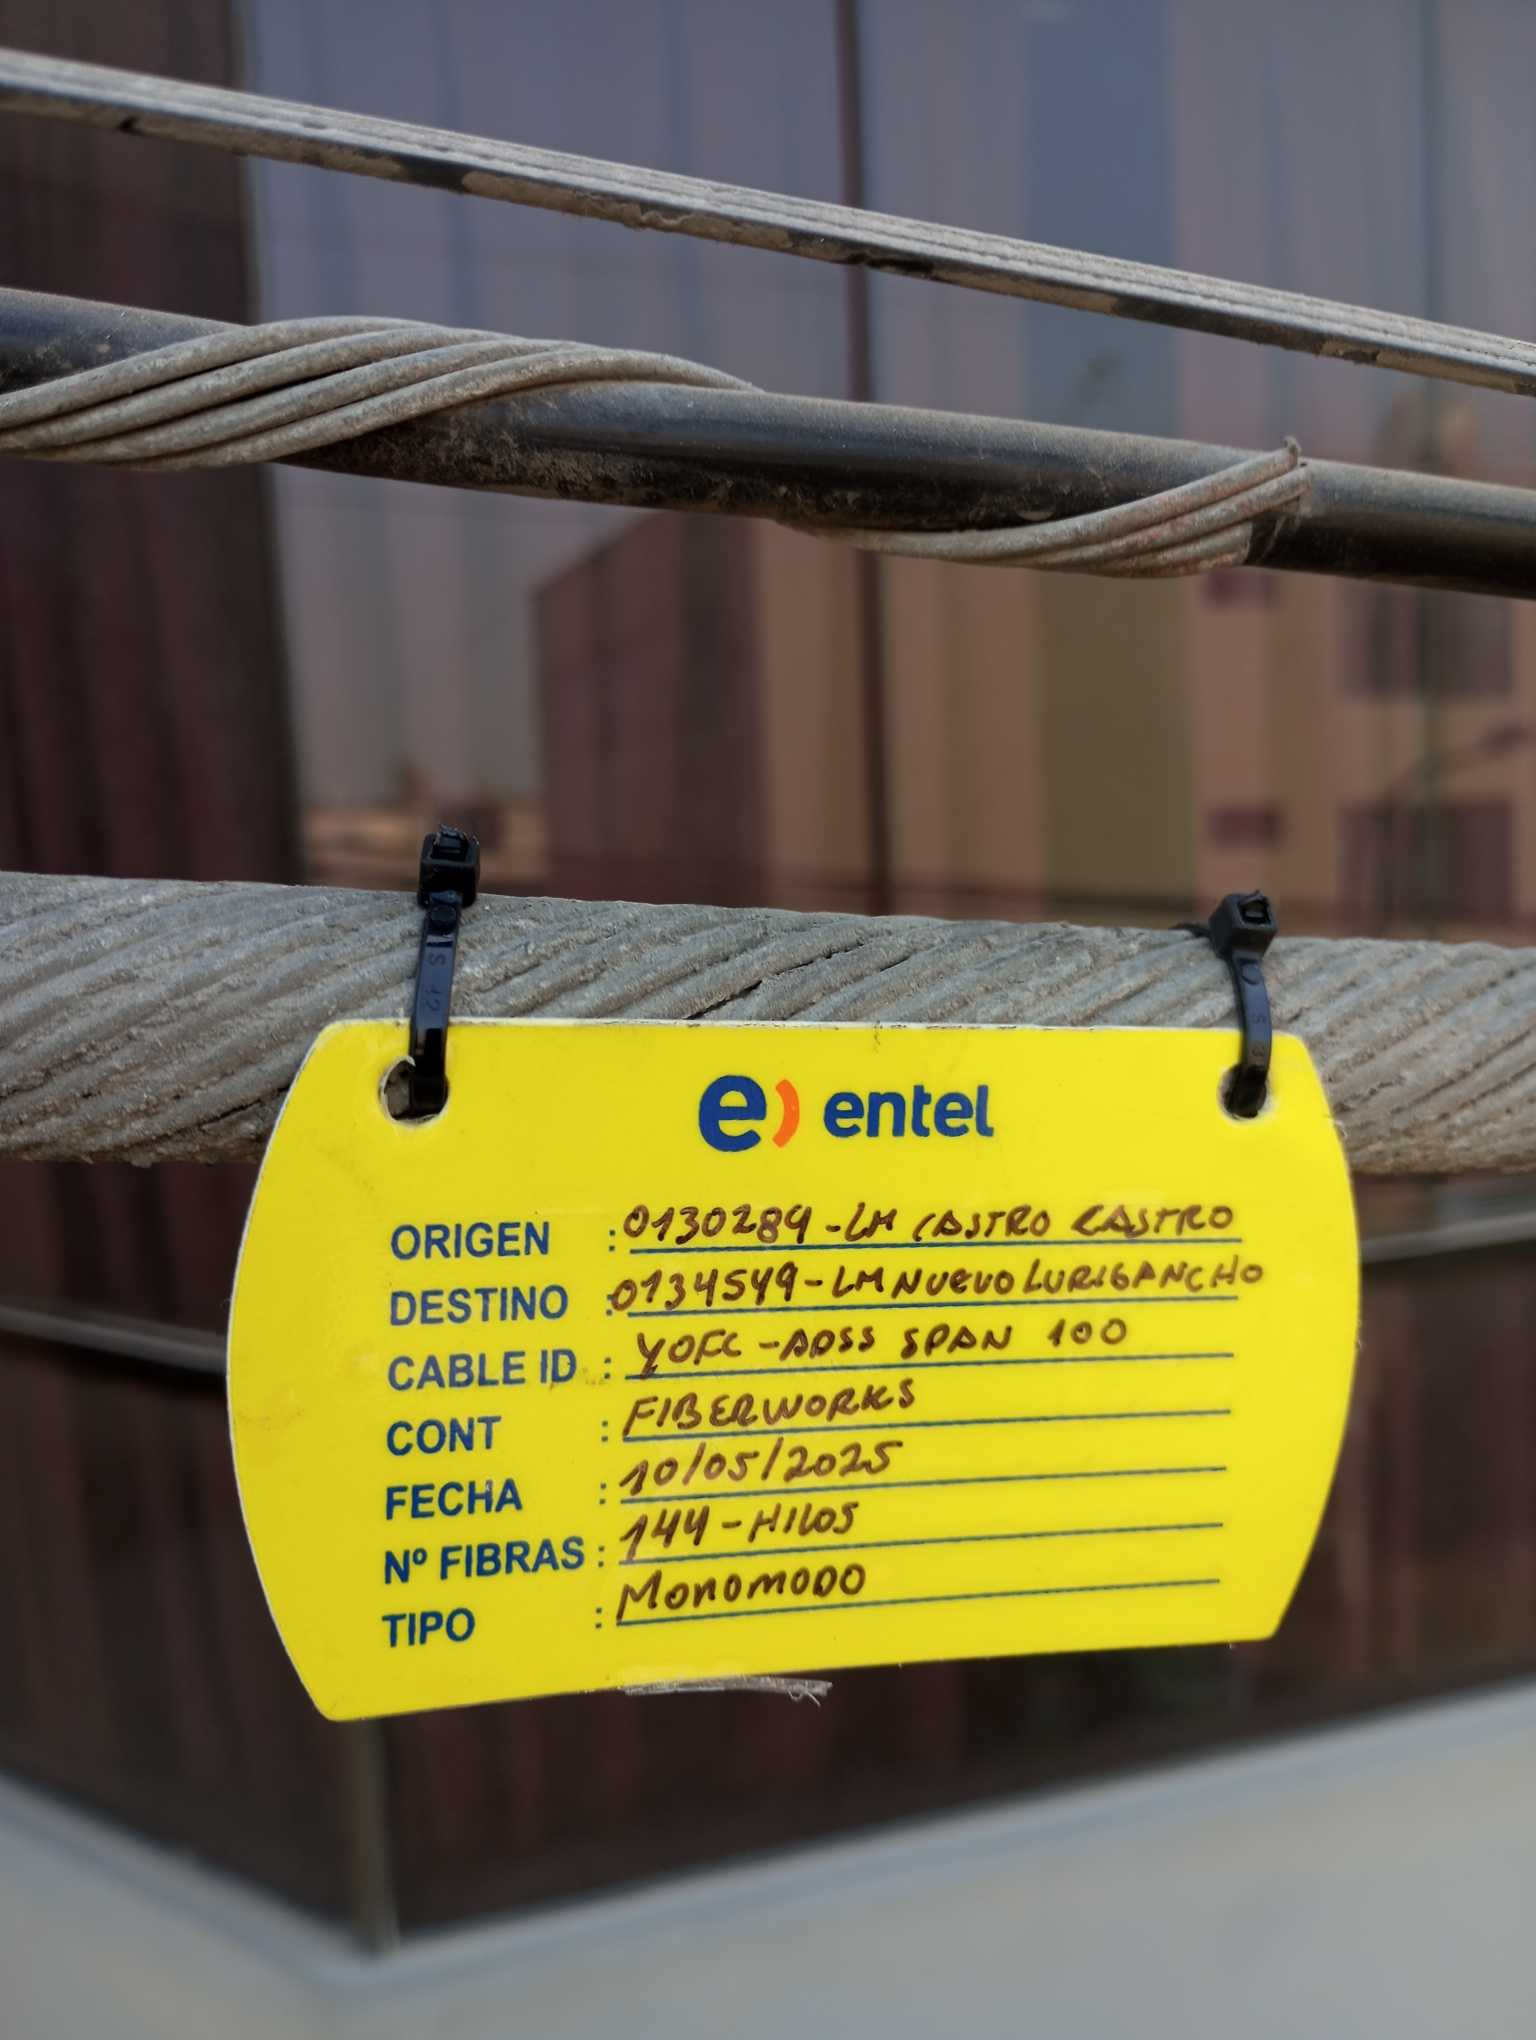 e) entel
ORIGEN : 0130289-LM CASTRO CASTRO
DESTINO : 0134549-LM NUEVO LURIGANCHO
CABLE ID : YOFC-ADSS SPAN 100
CONT : FIBERWORKS
FECHA : 10/05/2025
Nº FIBRAS : 144-HILOS
TIPO : MONOMODO